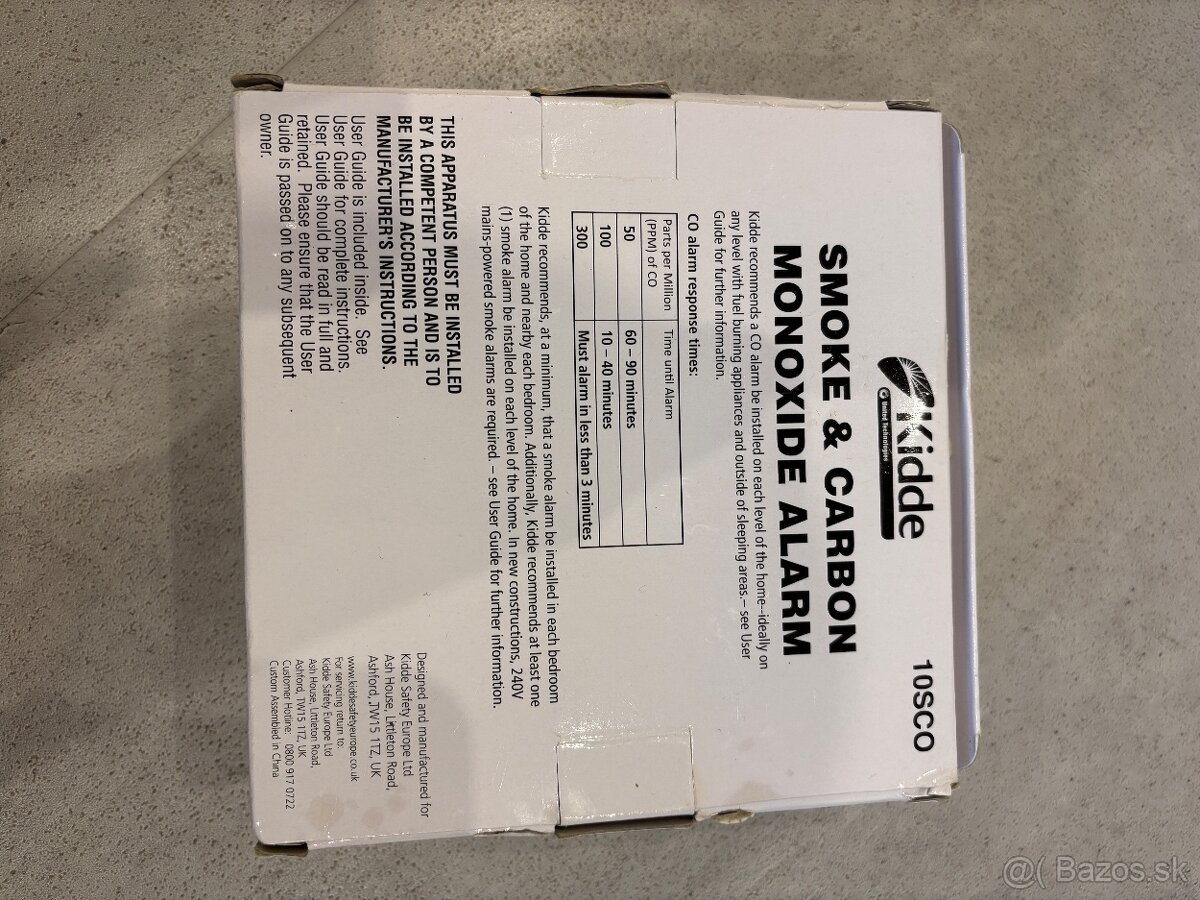 Kidde
United Technologies
10SCO
SMOKE & CARBON
MONOXIDE ALARM
Kidde recommends a CO alarm be installed on each level of the home--ideally on
any level with fuel burning appliances and outside of sleeping areas.– see User
Guide for further information.
CO alarm response times:
Parts per Million (PPM) of CO Time until Alarm
50 60 – 90 minutes
100 10 – 40 minutes
300 Must alarm in less than 3 minutes
Kidde recommends, at a minimum, that a smoke alarm be installed in each bedroom
of the home and nearby each bedroom. Additionally, Kidde recommends at least one
(1) smoke alarm be installed on each level of the home. In new constructions, 240V
mains-powered smoke alarms are required. – see User Guide for further information.
THIS APPARATUS MUST BE INSTALLED
BY A COMPETENT PERSON AND IS TO
BE INSTALLED ACCORDING TO THE
MANUFACTURER'S INSTRUCTIONS.
User Guide is included inside. See
User Guide for complete instructions.
User Guide should be read in full and
retained. Please ensure that the User
Guide is passed on to any subsequent
owner.
Designed and manufactured for
Kidde Safety Europe Ltd
Ash House, Littleton Road,
Ashford, TW15 1TZ, UK
www.kiddesafetyeurope.co.uk
For servicing return to:
Kidde Safety Europe Ltd
Ash House, Littleton Road,
Ashford, TW15 1TZ, UK
Customer Hotline: 0800 917 0722
Custom Assembled in China
@( Bazos.sk